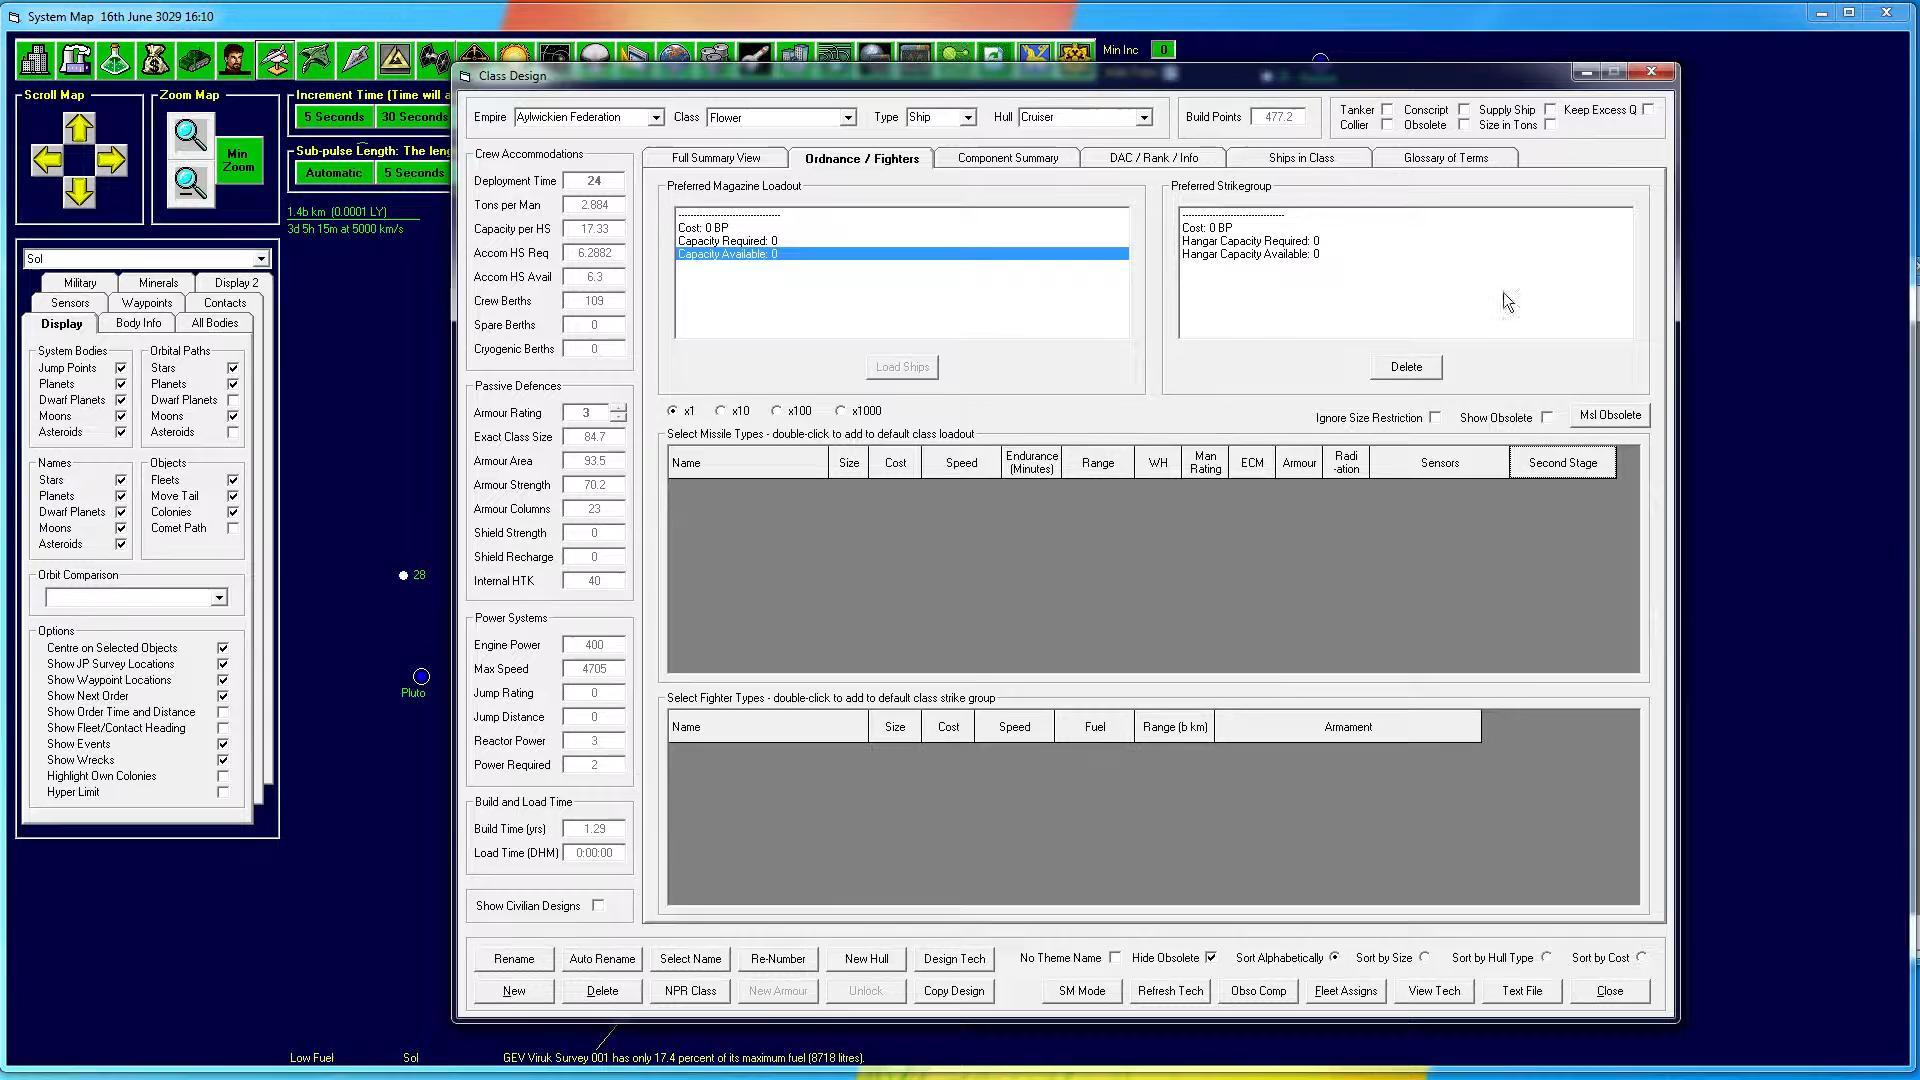 System Map 16th June 3029 16:10
Min Inc 0
Scroll Map
Zoom Map
Min Zoom
Increment Time (Time will a
5 Seconds 30 Seconds
Sub-pulse Length: The leng
Automatic 5 Seconds
1.4b km (0.0001 LY)
3d 5h 15m at 5000 km/s
Sol
Military Minerals Display 2
Sensors Waypoints Contacts
Display Body Info All Bodies
System Bodies
Jump Points
Planets
Dwarf Planets
Moons
Asteroids
Orbital Paths
Stars
Planets
Dwarf Planets
Moons
Asteroids
Names
Stars
Planets
Dwarf Planets
Moons
Asteroids
Objects
Fleets
Move Tail
Colonies
Comet Path
Orbit Comparison
Options
Centre on Selected Objects
Show JP Survey Locations
Show Waypoint Locations
Show Next Order
Show Order Time and Distance
Show Fleet/Contact Heading
Show Events
Show Wrecks
Highlight Own Colonies
Hyper Limit
28
Pluto
Low Fuel Sol GEV Viruk Survey 001 has only 17.4 percent of its maximum fuel (8718 litres).
Class Design
Empire Aylwickien Federation Class Flower Type Ship Hull Cruiser Build Points 477.2
Tanker Conscript Supply Ship Keep Excess Q
Collier Obsolete Size in Tons
Crew Accommodations
Deployment Time 24
Tons per Man 2.884
Capacity per HS 17.33
Accom HS Req 6.2882
Accom HS Avail 6.3
Crew Berths 109
Spare Berths 0
Cryogenic Berths 0
Passive Defences
Armour Rating 3
Exact Class Size 84.7
Armour Area 93.5
Armour Strength 70.2
Armour Columns 23
Shield Strength 0
Shield Recharge 0
Internal HTK 40
Power Systems
Engine Power 400
Max Speed 4705
Jump Rating 0
Jump Distance 0
Reactor Power 3
Power Required 2
Build and Load Time
Build Time (yrs) 1.29
Load Time (DHM) 0:00:00
Show Civilian Designs
Full Summary View Ordnance / Fighters Component Summary DAC / Rank / Info Ships in Class Glossary of Terms
Preferred Magazine Loadout
Cost: 0 BP
Capacity Required: 0
Capacity Available: 0
Load Ships
Preferred Strikegroup
Cost: 0 BP
Hangar Capacity Required: 0
Hangar Capacity Available: 0
Delete
x1 x10 x100 x1000
Ignore Size Restriction Show Obsolete Msl Obsolete
Select Missile Types - double-click to add to default class loadout
Name Size Cost Speed Endurance (Minutes) Range WH Man Rating ECM Armour Radi -ation Sensors Second Stage
Select Fighter Types - double-click to add to default class strike group
Name Size Cost Speed Fuel Range (b km) Armament
Rename Auto Rename Select Name Re-Number New Hull Design Tech No Theme Name Hide Obsolete Sort Alphabetically Sort by Size Sort by Hull Type Sort by Cost
New Delete NPR Class New Armour Unlock Copy Design SM Mode Refresh Tech Obso Comp Fleet Assigns View Tech Text File Close